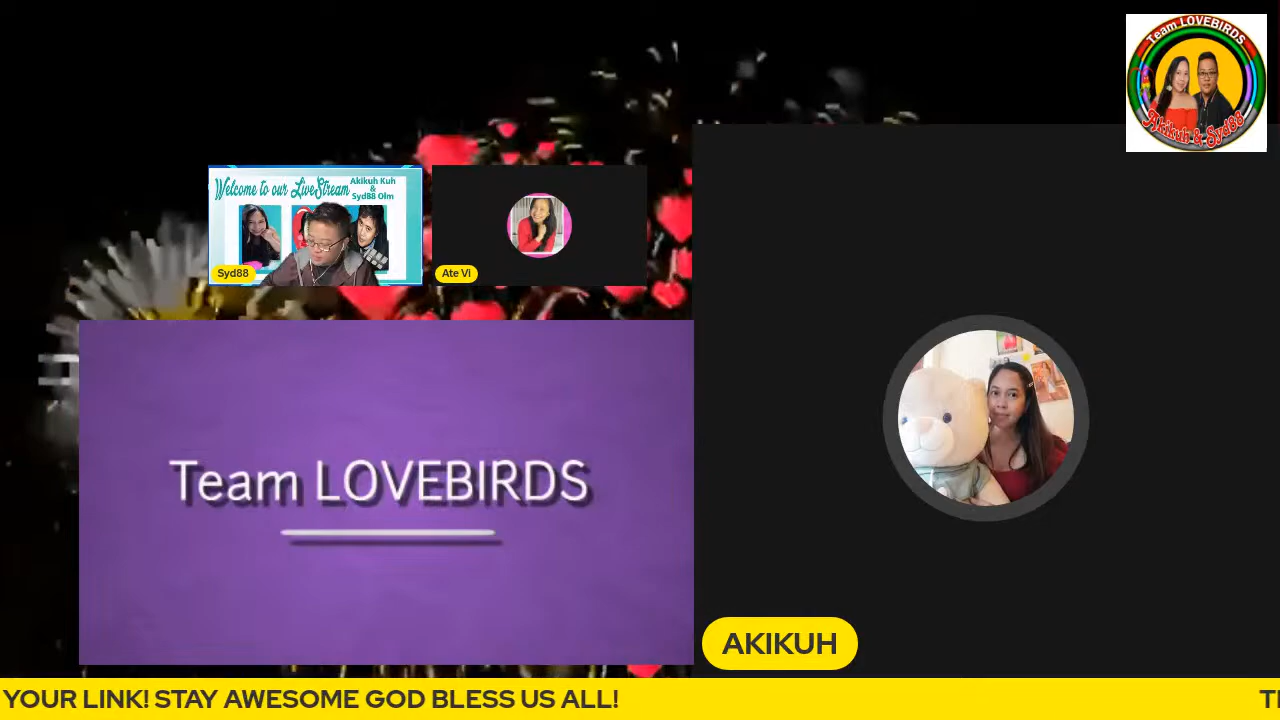 Team LOVEBIRDS
Akikuh & Syd88
Welcome to our LiveStream
Akikuh Kuh
&
Syd88 Olm
Syd88
Ate Vi
Team LOVEBIRDS
AKIKUH
YOUR LINK! STAY AWESOME GOD BLESS US ALL!